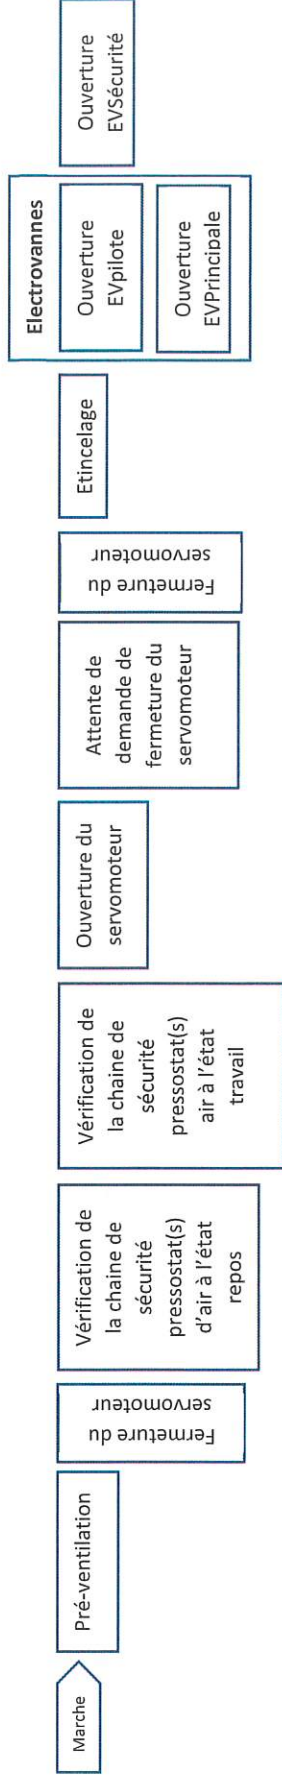 Marche
Pré-ventilation
Fermeture du
servomoteur
Vérification de
la chaine de
sécurité
pressostat(s)
d'air à l'état
repos
Vérification de
la chaine de
sécurité
pressostat(s)
air à l'état
travail
Ouverture du
servomoteur
Attente de
demande de
fermeture du
servomoteur
Fermeture du
servomoteur
Etincelage
Electrovannes
Ouverture
EVpilote
Ouverture
EVPrincipale
Ouverture
EVSécurité